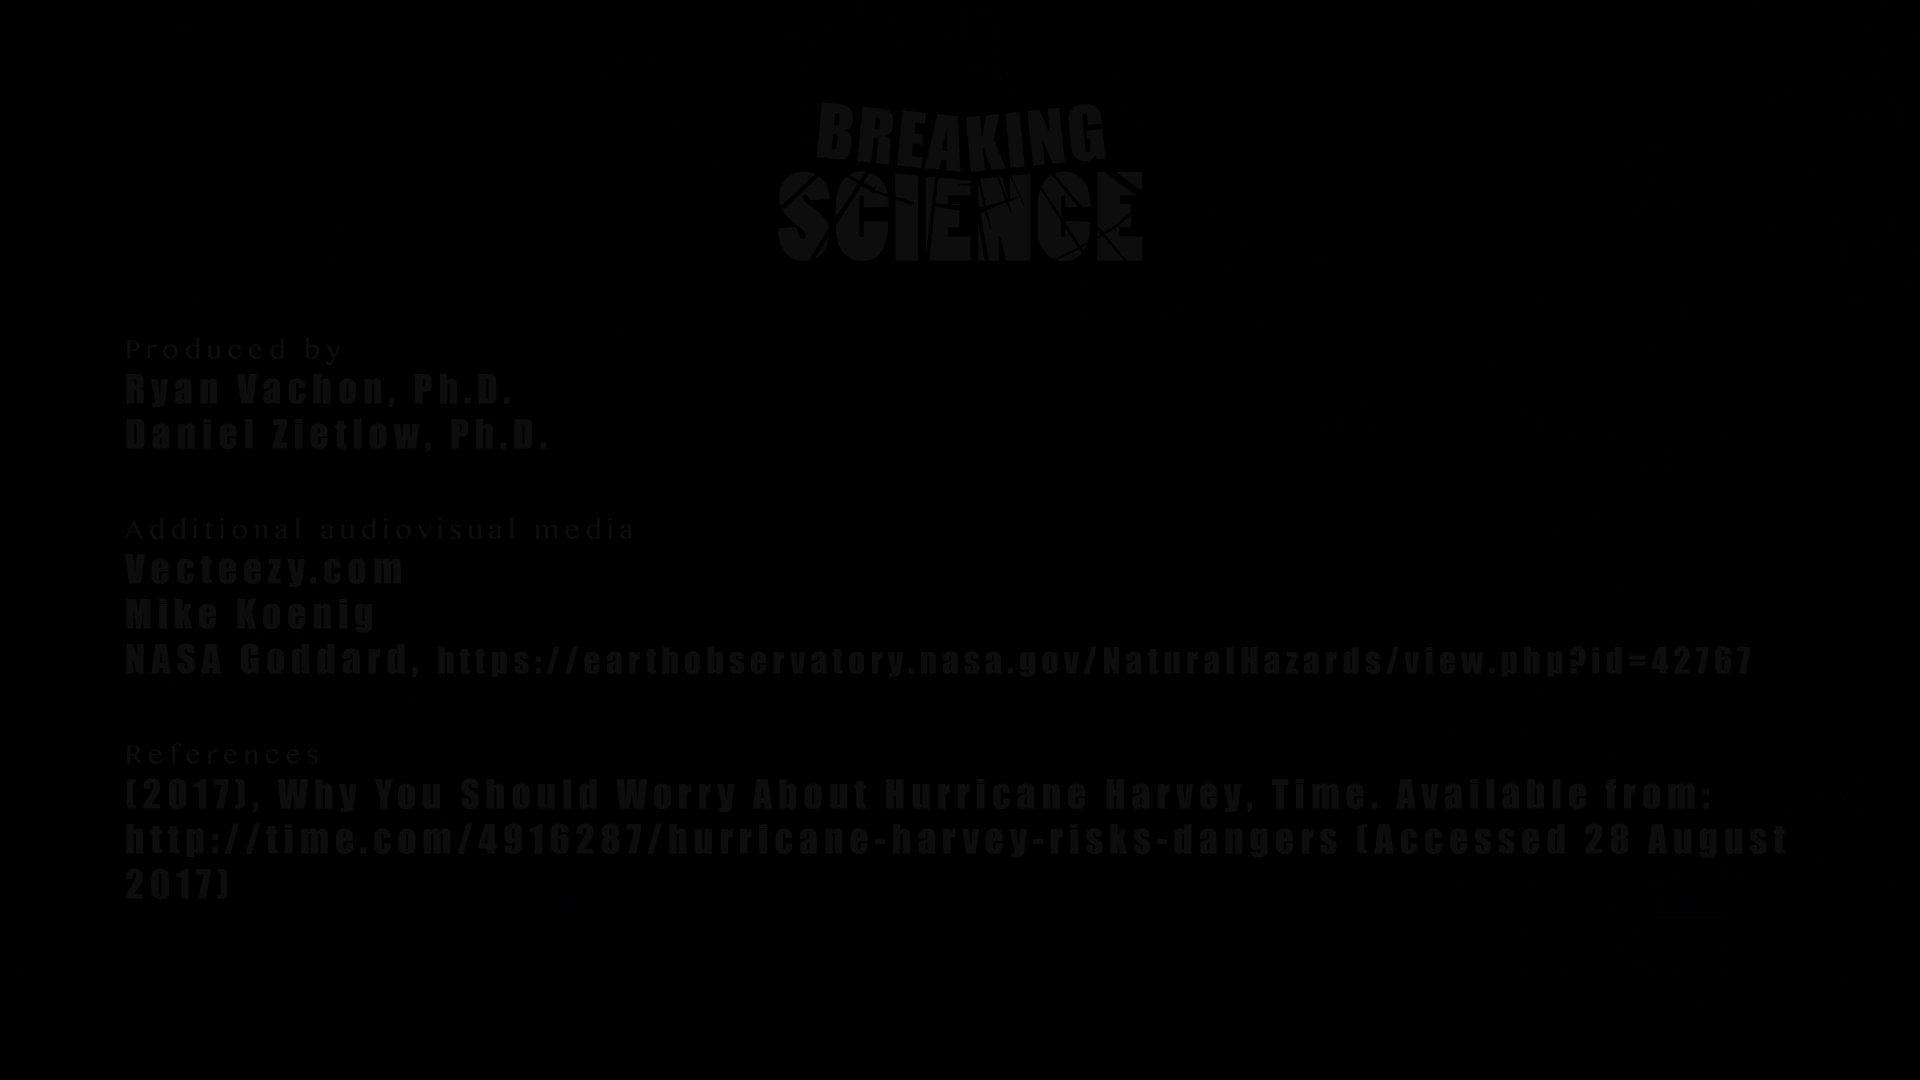 BREAKING
SCIENCE
Produced by
Ryan Vachon, Ph.D.
Daniel Zietlow, Ph.D.
Additional audiovisual media
Vecteezy.com
Mike Koenig
NASA Goddard, https://earthobservatory.nasa.gov/NaturalHazards/view.php?id=42767
References
(2017), Why You Should Worry About Hurricane Harvey, Time. Available from:
http://time.com/4916287/hurricane-harvey-risks-dangers (Accessed 28 August
2017)